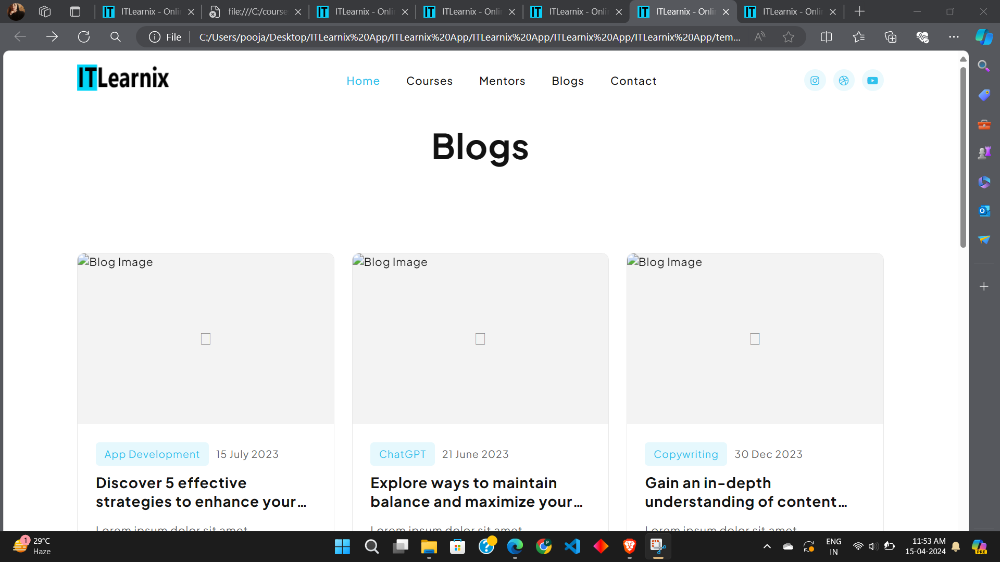 ITLearnix - Onli
file:///C:/course
ITLearnix - Onli
ITLearnix - Onli
ITLearnix - Onli
ITLearnix - Onli
ITLearnix - Onli
File
C:/Users/pooja/Desktop/ITLearnix%20App/ITLearnix%20App/ITLearnix%20App/ITLearnix%20App/ITLearnix%20App/tem...
ITLearnix
Home
Courses
Mentors
Blogs
Contact
Blogs
Blog Image
Blog Image
Blog Image
App Development
15 July 2023
Discover 5 effective
strategies to enhance your...
Lorem ipsum dolor sit amet
ChatGPT
21 June 2023
Explore ways to maintain
balance and maximize your...
Lorem ipsum dolor sit amet
Copywriting
30 Dec 2023
Gain an in-depth
understanding of content...
Lorem ipsum dolor sit amet
1
29°C
Haze
ENG
IN
11:53 AM
15-04-2024
PRE